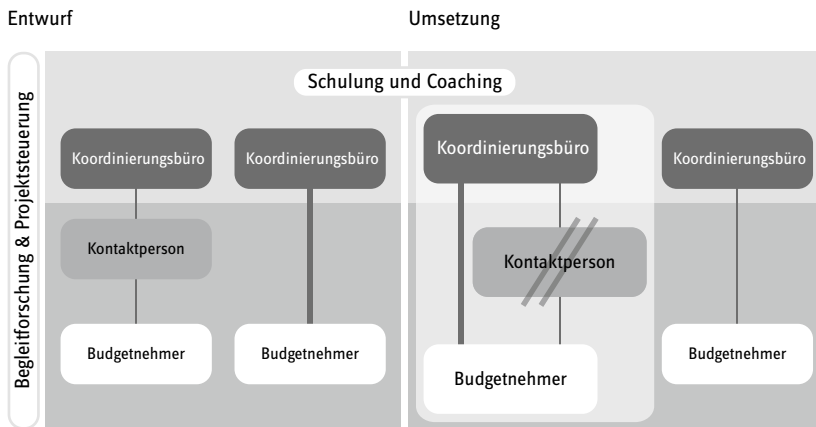 Entwurf
Umsetzung
Begleitforschung & Projektsteuerung
Schulung und Coaching
Koordinierungsbüro
Koordinierungsbüro
Koordinierungsbüro
Koordinierungsbüro
Kontaktperson
Kontaktperson
Budgetnehmer
Budgetnehmer
Budgetnehmer
Budgetnehmer